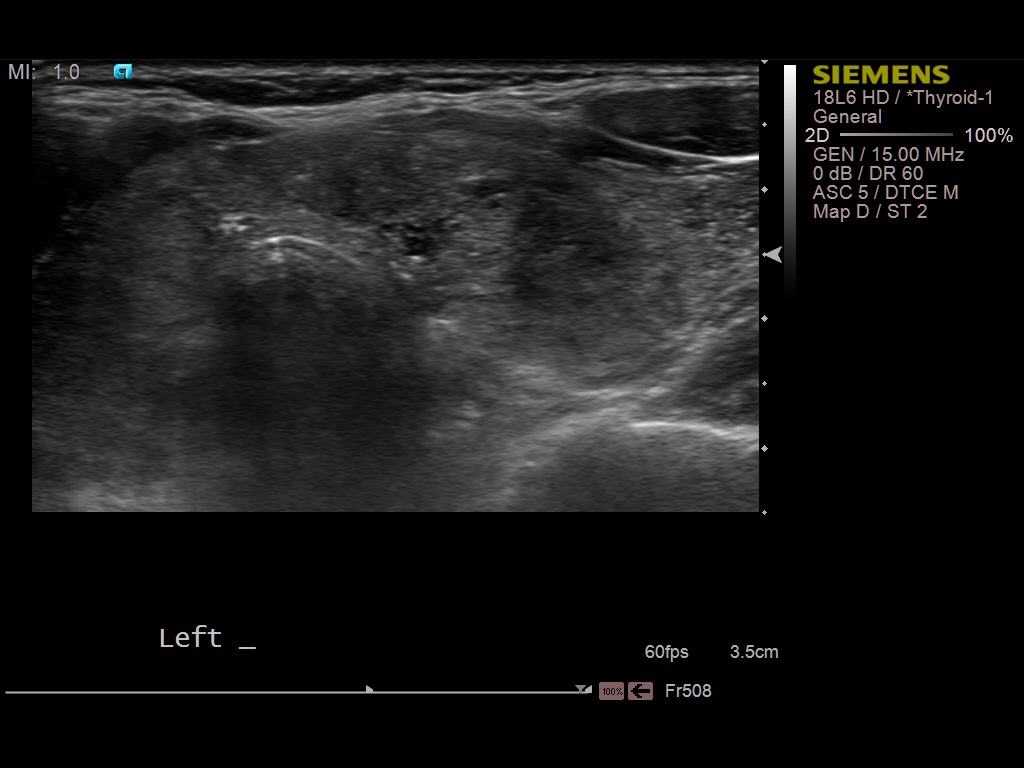 MI: 1.0
SIEMENS
18L6 HD / *Thyroid-1
General
2D 100%
GEN / 15.00 MHz
0 dB / DR 60
ASC 5 / DTCE M
Map D / ST 2
Left _
60fps 3.5cm
100% Fr508